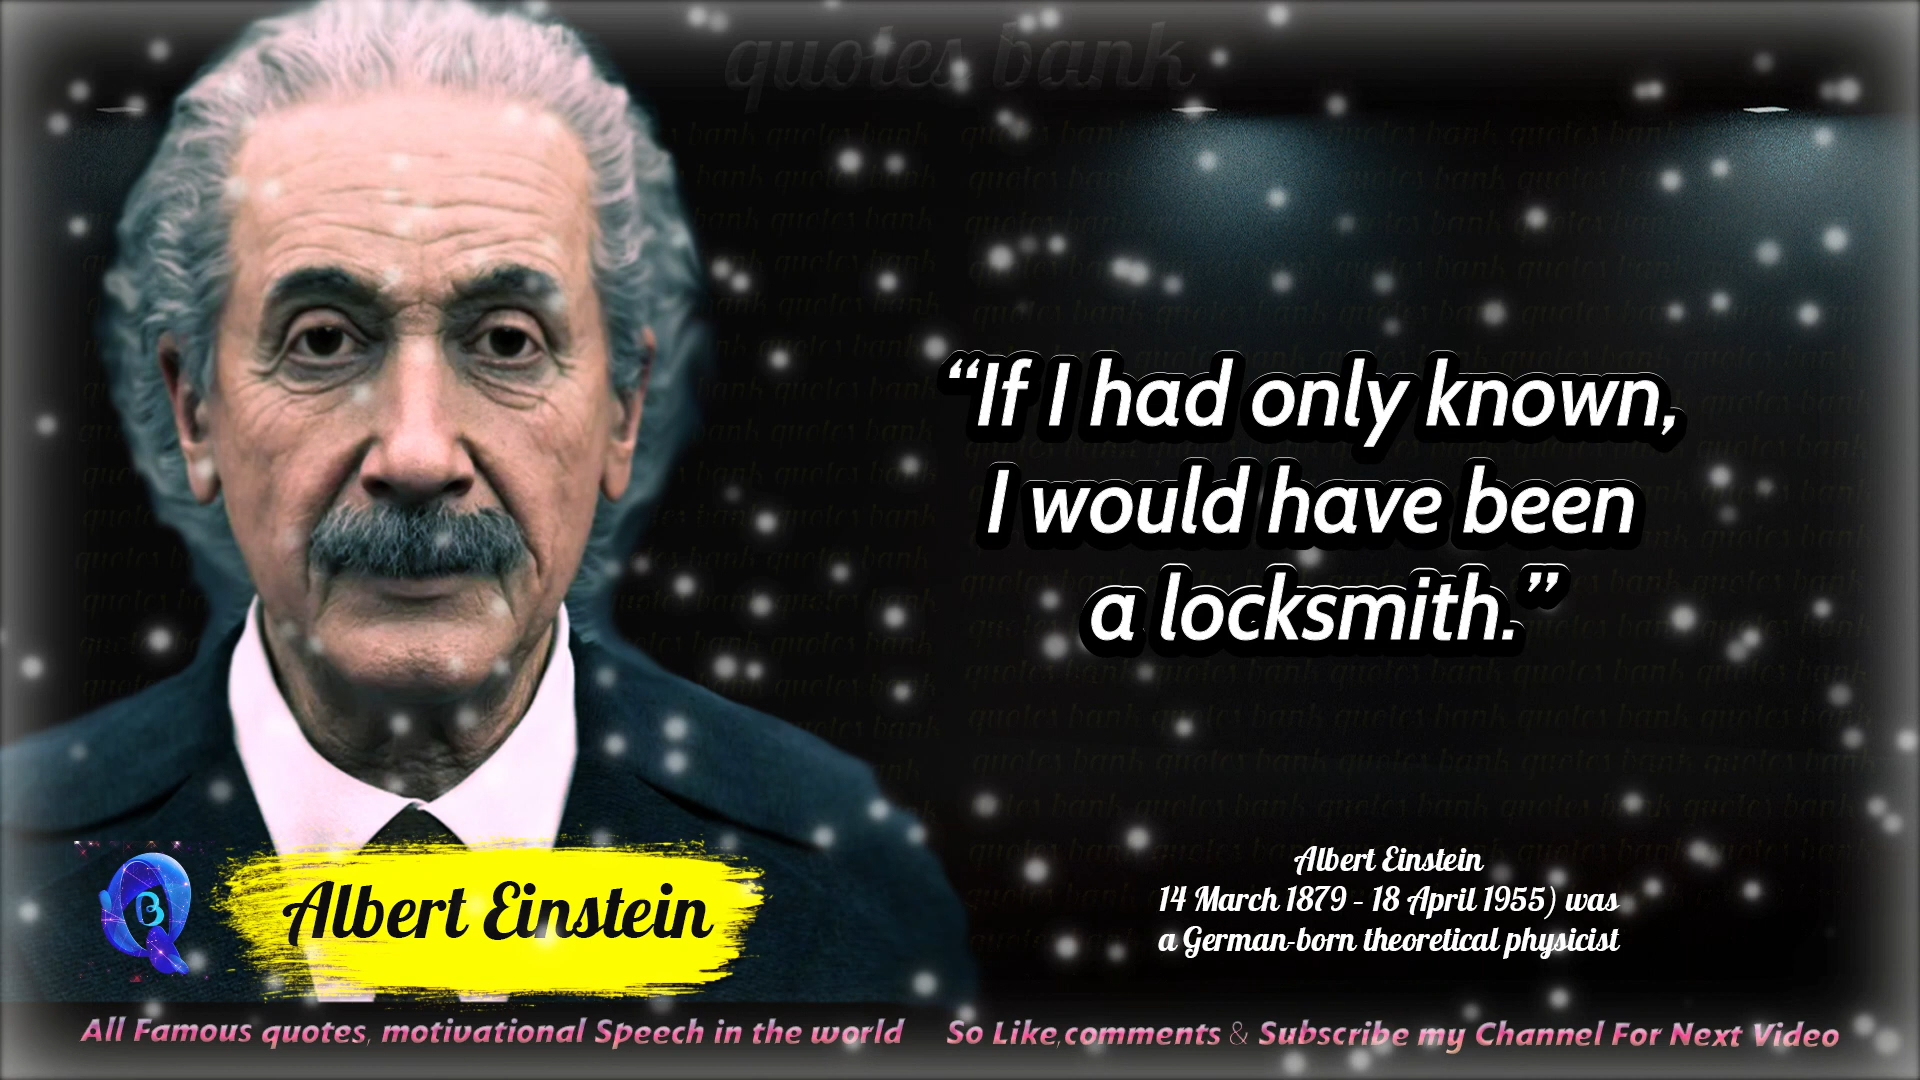 quotes bank
“If I had only known,
I would have been
a locksmith.”
Albert Einstein
Albert Einstein
14 March 1879 - 18 April 1955) was
a German-born theoretical physicist
All Famous quotes, motivational Speech in the world
So Like,comments & Subscribe my Channel For Next Video